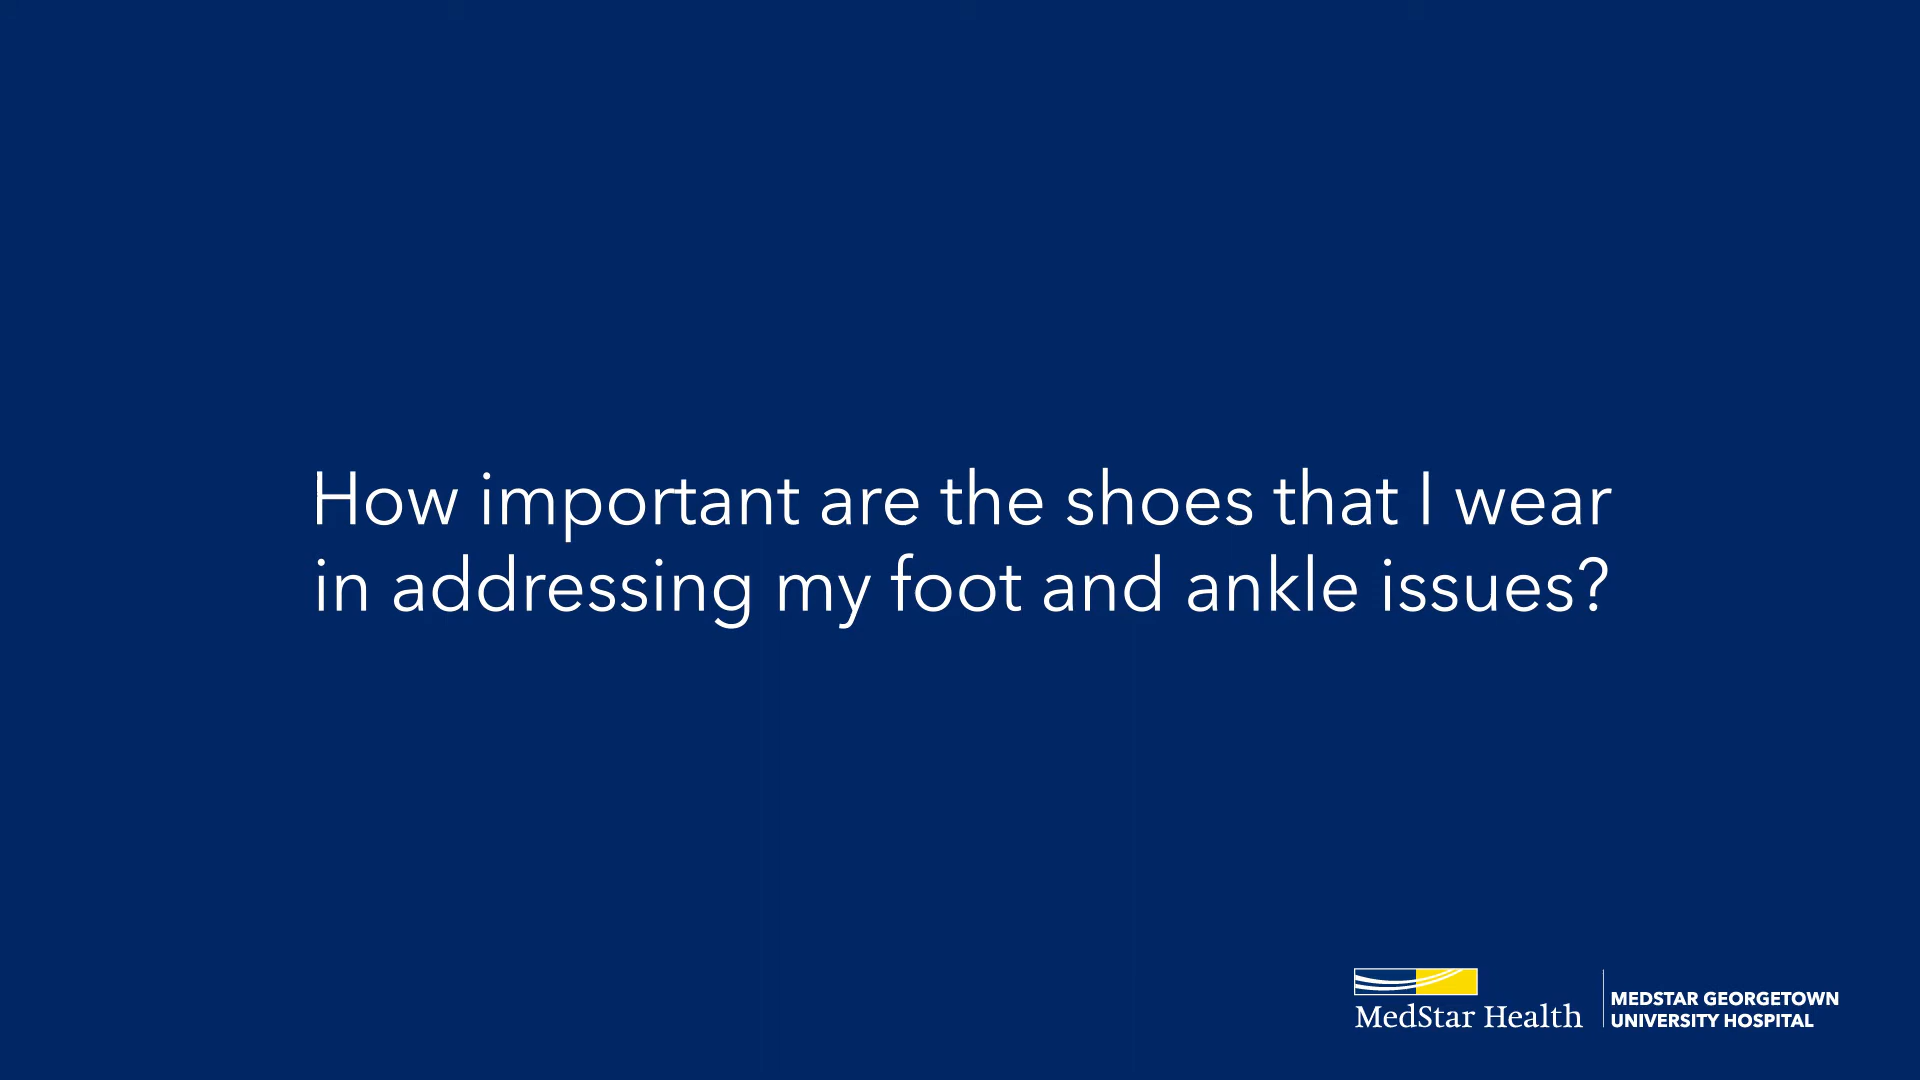 How important are the shoes that I wear
in addressing my foot and ankle issues?
MedStar Health
MEDSTAR GEORGETOWN
UNIVERSITY HOSPITAL